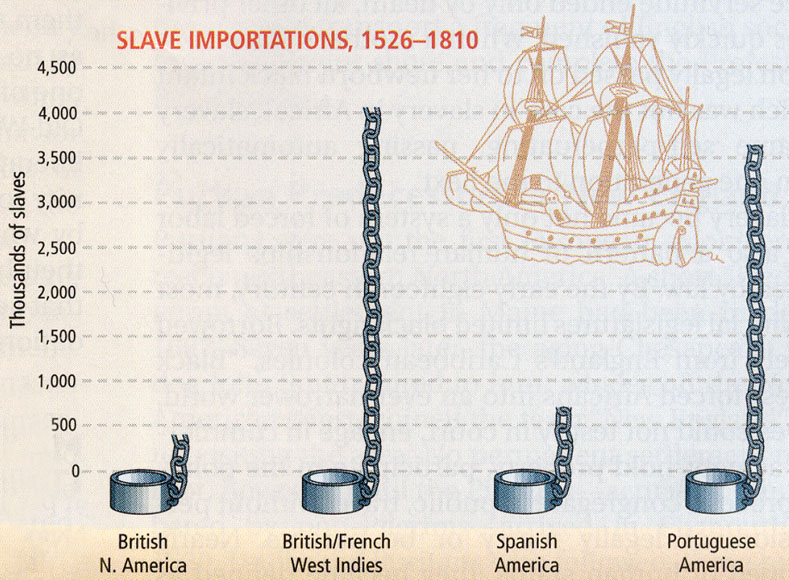 SLAVE IMPORTATIONS, 1526–1810
Thousands of slaves
4,500
4,000
3,500
3,000
2,500
2,000
1,500
1,000
500
0
British
N. America
British/French
West Indies
Spanish
America
Portuguese
America